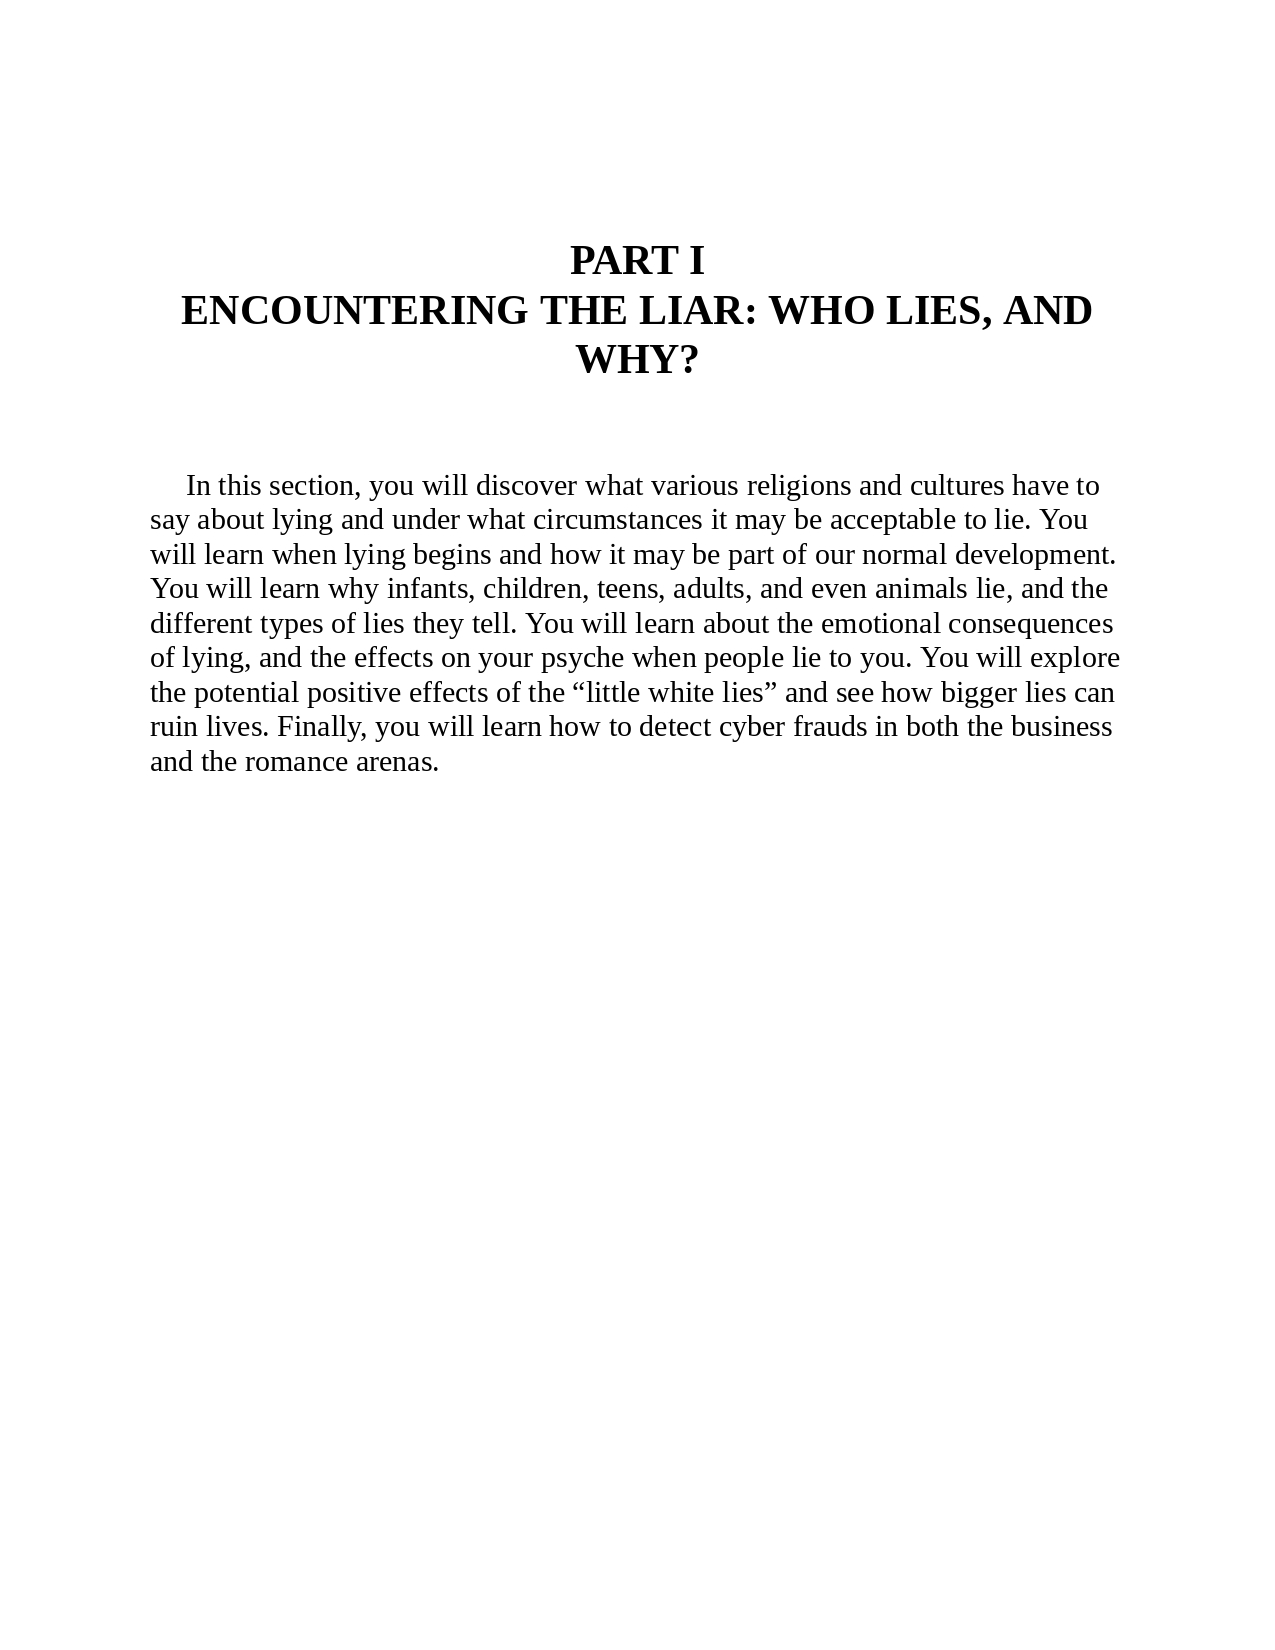 PART I
ENCOUNTERING THE LIAR: WHO LIES, AND
WHY?
In this section, you will discover what various religions and cultures have to
say about lying and under what circumstances it may be acceptable to lie. You
will learn when lying begins and how it may be part of our normal development.
You will learn why infants, children, teens, adults, and even animals lie, and the
different types of lies they tell. You will learn about the emotional consequences
of lying, and the effects on your psyche when people lie to you. You will explore
the potential positive effects of the “little white lies” and see how bigger lies can
ruin lives. Finally, you will learn how to detect cyber frauds in both the business
and the romance arenas.